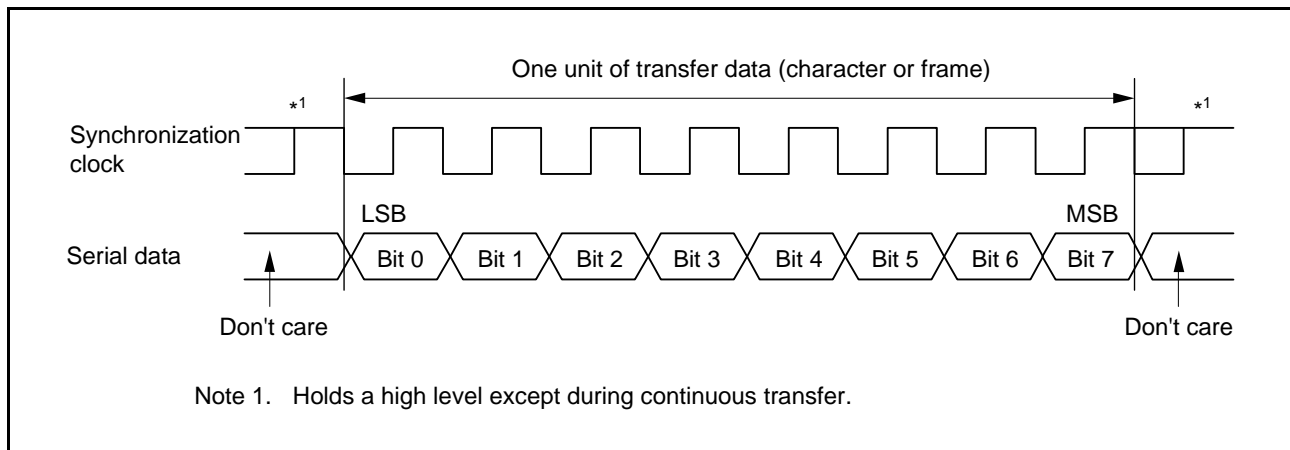 One unit of transfer data (character or frame)
*1
*1
Synchronization
clock
LSB
MSB
Serial data
Bit 0
Bit 1
Bit 2
Bit 3
Bit 4
Bit 5
Bit 6
Bit 7
Don't care
Don't care
Note 1. Holds a high level except during continuous transfer.